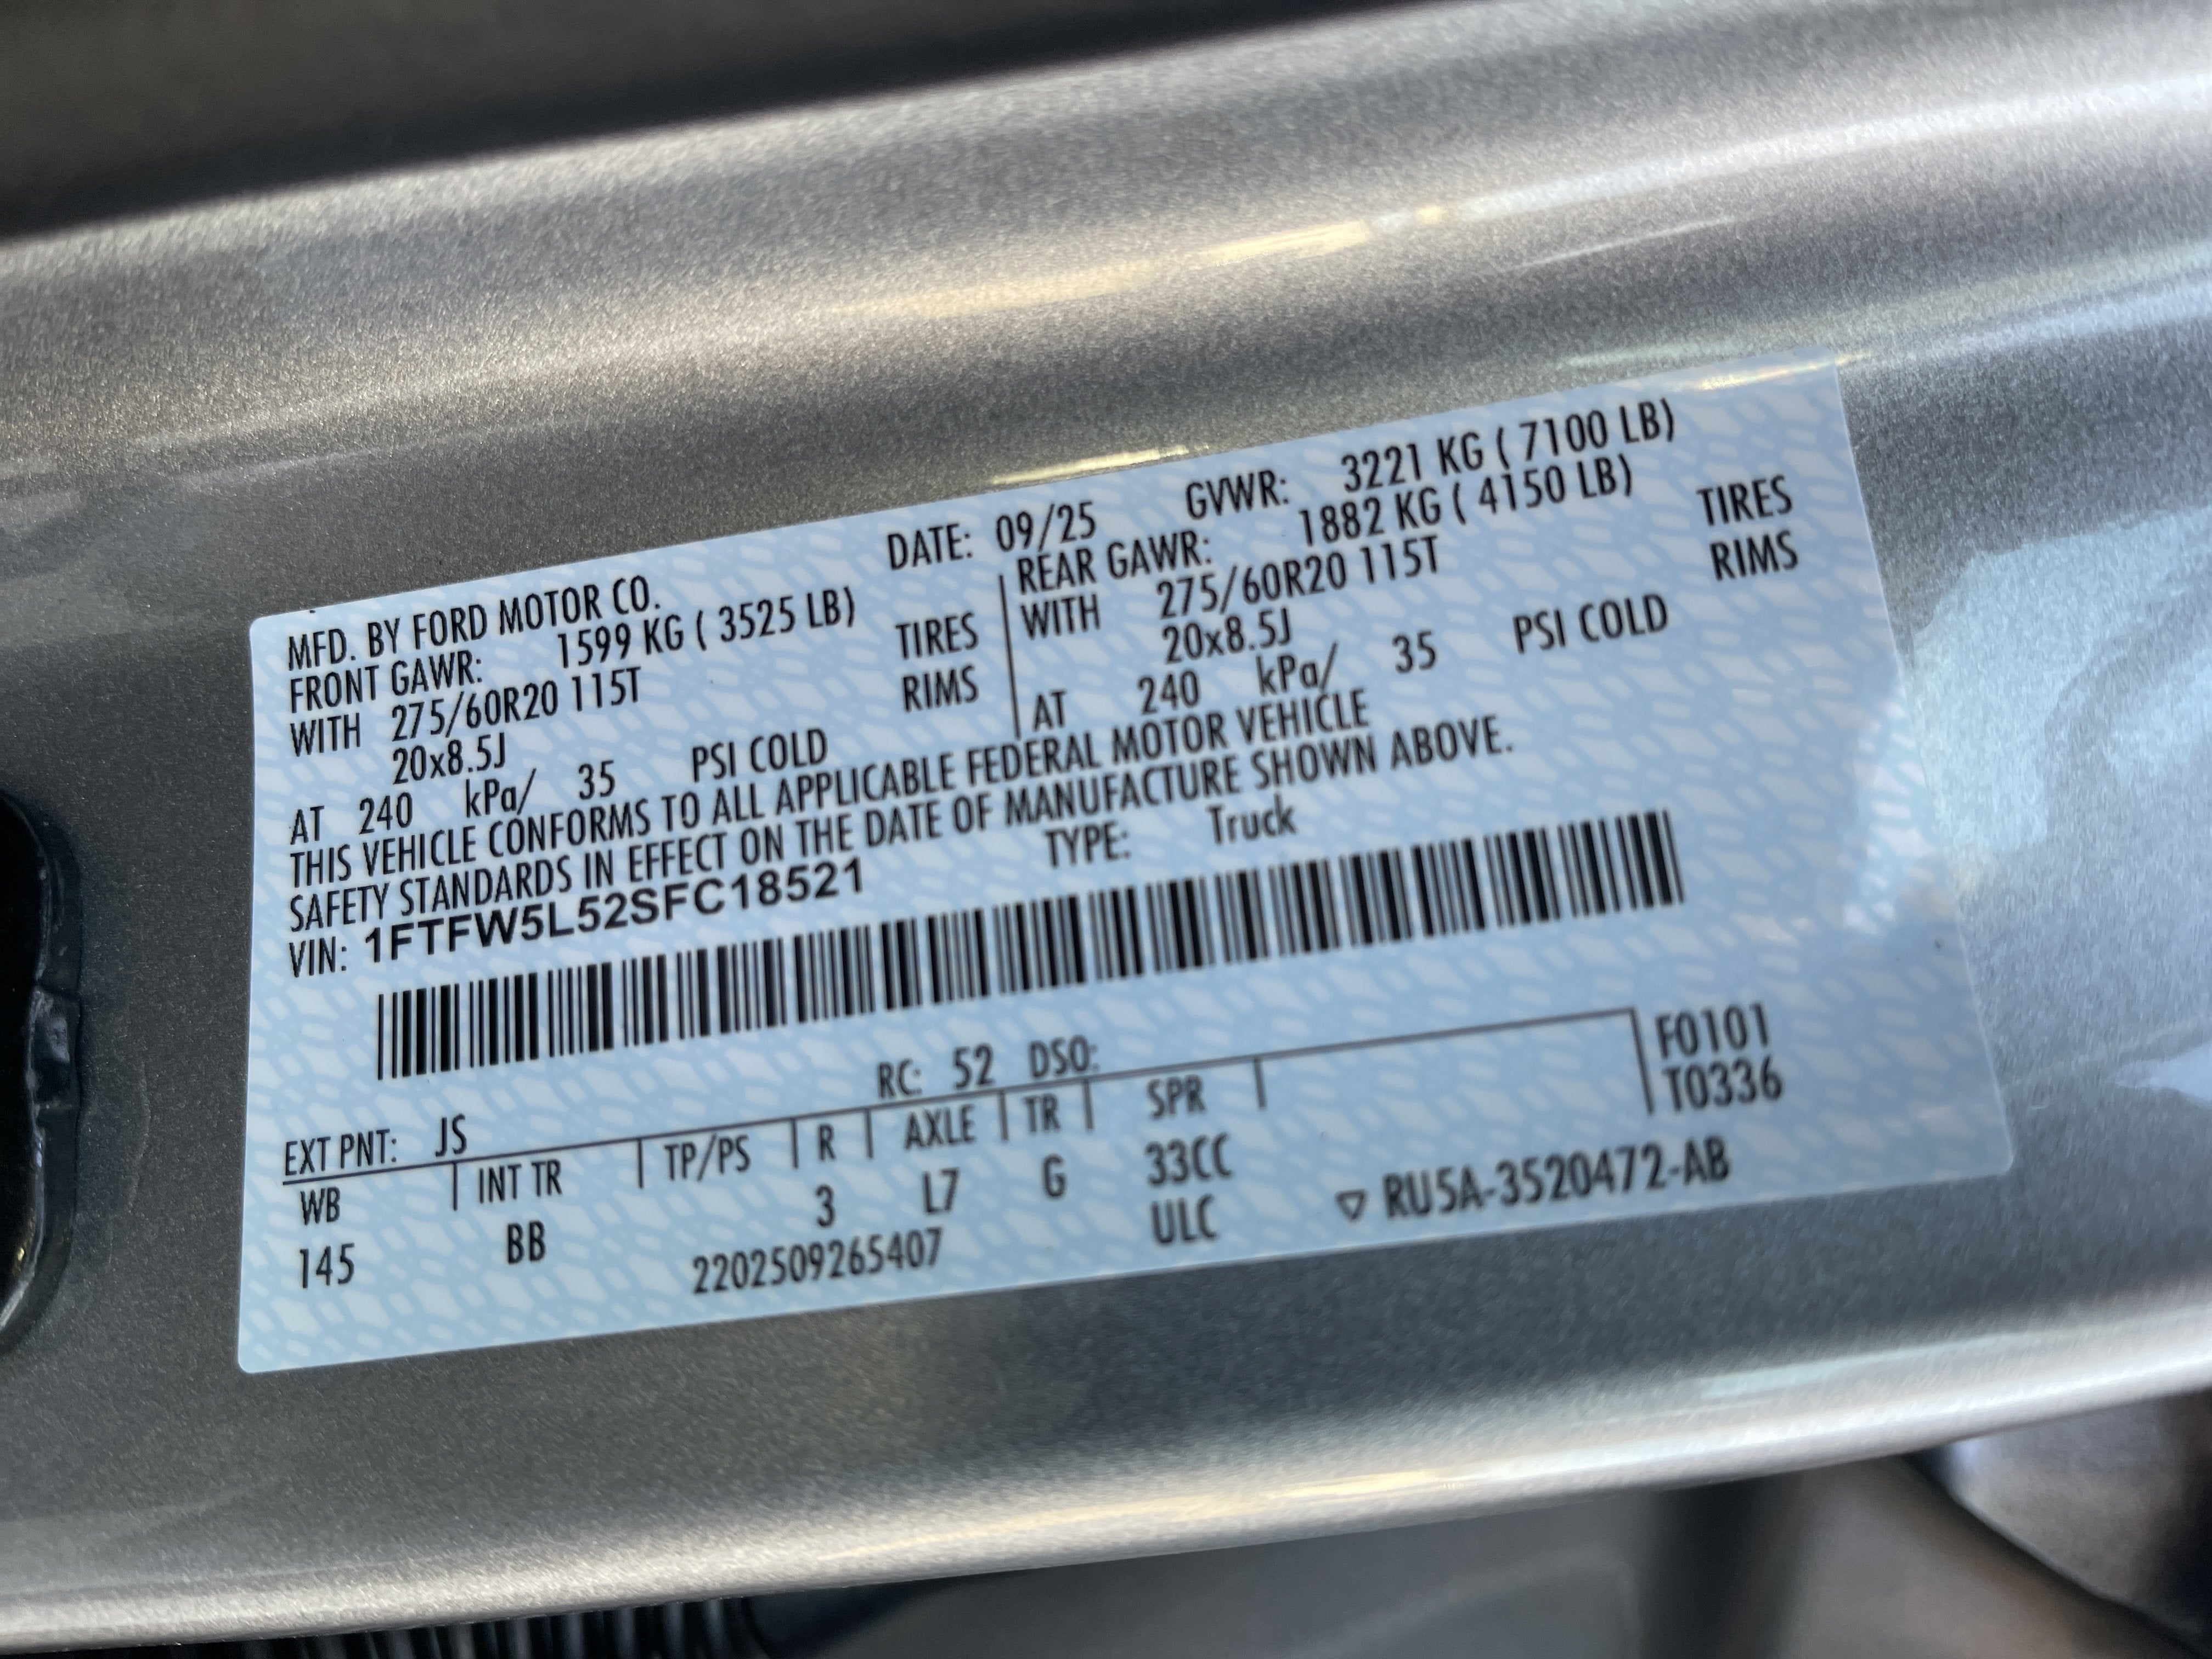 MFD. BY FORD MOTOR CO. DATE: 09/25 GVWR: 3221 KG ( 7100 LB)
FRONT GAWR: 1599 KG ( 3525 LB) REAR GAWR: 1882 KG ( 4150 LB)
WITH 275/60R20 115T TIRES WITH 275/60R20 115T TIRES
20x8.5J RIMS 20x8.5J RIMS
AT 240 kPa/ 35 PSI COLD AT 240 kPa/ 35 PSI COLD
THIS VEHICLE CONFORMS TO ALL APPLICABLE FEDERAL MOTOR VEHICLE
SAFETY STANDARDS IN EFFECT ON THE DATE OF MANUFACTURE SHOWN ABOVE.
VIN: 1FTFW5L52SFC18521 TYPE: Truck
F0101
T0336
EXT PNT: JS RC: 52 DSO:
WB INT TR TP/PS R AXLE TR SPR
145 BB 3 L7 G 33CC
2202509265407 ULC ▽ RU5A-3520472-AB